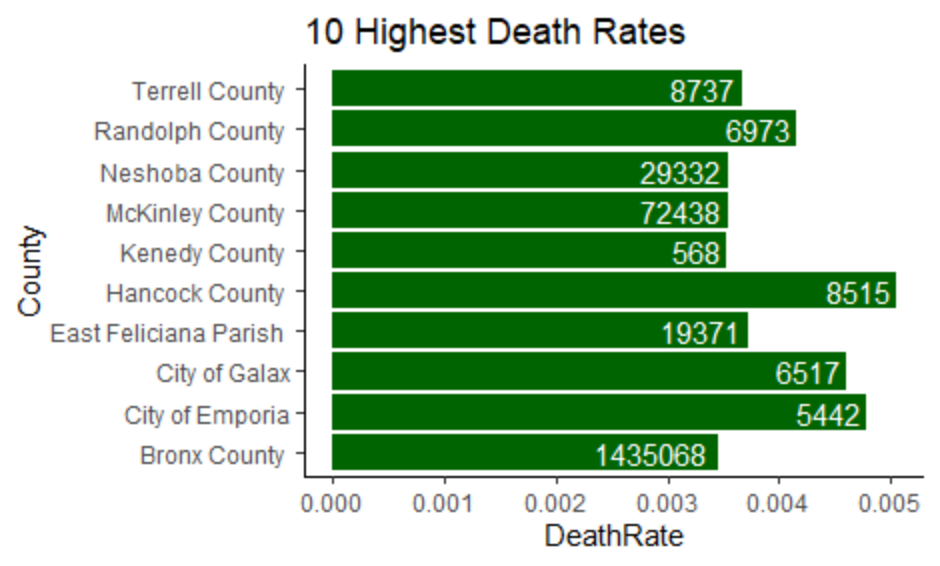 10 Highest Death Rates
County
Terrell County 8737
Randolph County 6973
Neshoba County 29332
McKinley County 72438
Kenedy County 568
Hancock County 8515
East Feliciana Parish 19371
City of Galax 6517
City of Emporia 5442
Bronx County 1435068
0.000 0.001 0.002 0.003 0.004 0.005
DeathRate